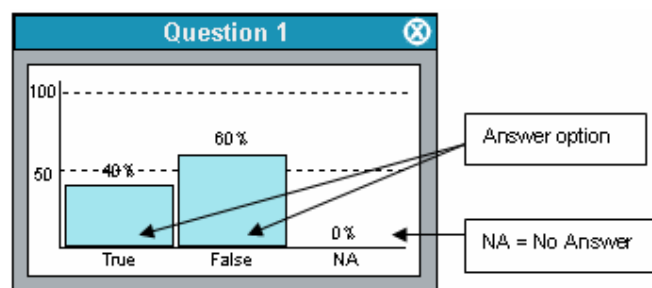 Question 1
100
60 %
Answer option
40 %
50
0 %
NA = No Answer
True False NA